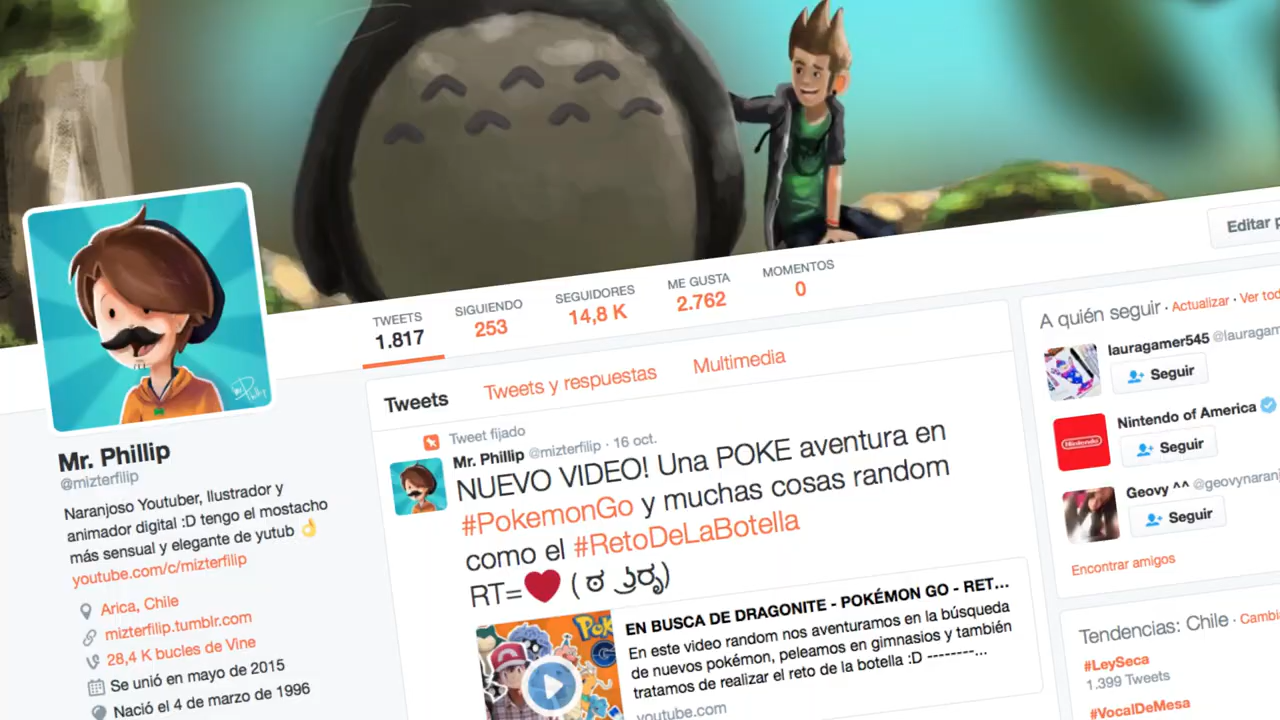 Editar
TWEETS
1.817
SIGUIENDO
253
SEGUIDORES
14,8 K
ME GUSTA
2.762
MOMENTOS
0
Mr. Phillip
@mizterfilip
Naranjoso Youtuber, Ilustrador y
animador digital :D tengo el mostacho
más sensual y elegante de yutub 👌
youtube.com/c/mizterfilip
Arica, Chile
mizterfilip.tumblr.com
28,4 K bucles de Vine
Se unió en mayo de 2015
Nació el 4 de marzo de 1996
Tweets
Tweets y respuestas
Multimedia
Tweet fijado
Mr. Phillip @mizterfilip · 16 oct.
NUEVO VIDEO! Una POKE aventura en
#PokemonGo y muchas cosas random
como el #RetoDeLaBotella
RT=❤ ( ಠ ͜ʖರೃ)
EN BUSCA DE DRAGONITE - POKÉMON GO - RET...
En este video random nos aventuramos en la búsqueda
de nuevos pokémon, peleamos en gimnasios y también
tratamos de realizar el reto de la botella :D --------...
youtube.com
A quién seguir · Actualizar · Ver tod
lauragamer545 @lauragam
Seguir
Nintendo of America
Nintendo
Seguir
Geovy ^^ @geovynaranj
Seguir
Encontrar amigos
Tendencias: Chile · Cambi
#LeySeca
1.399 Tweets
#VocalDeMesa